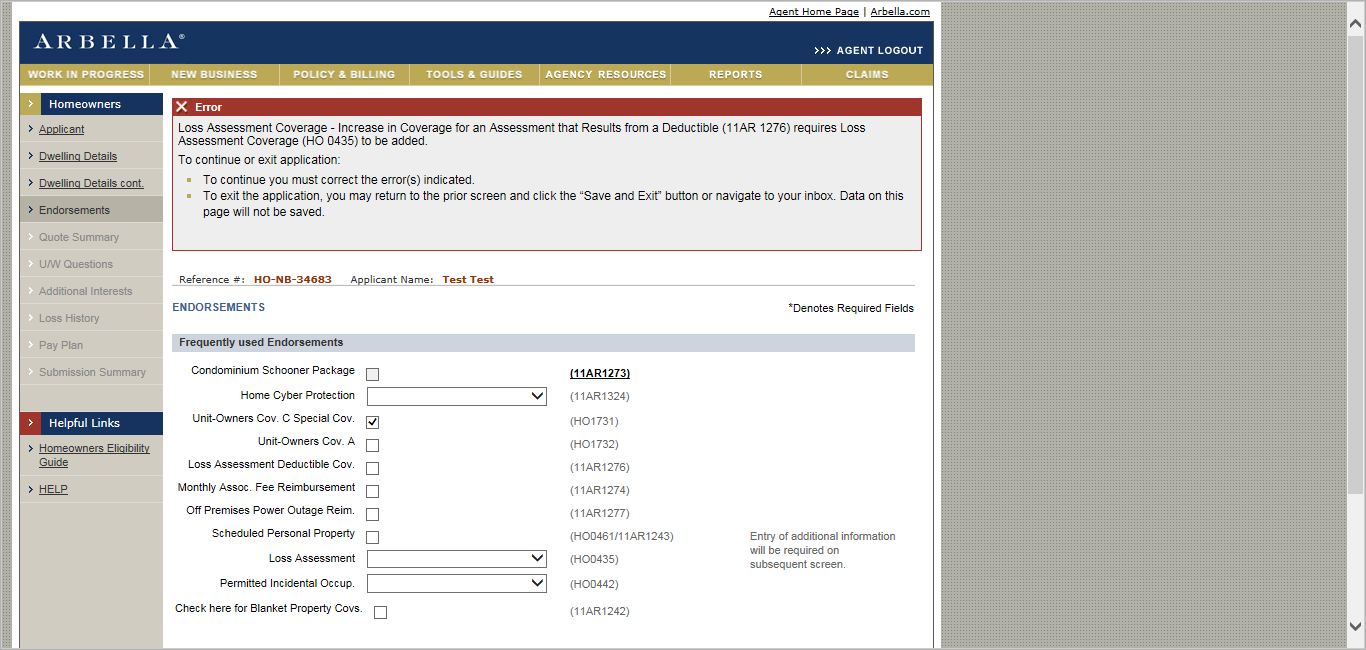 Agent Home Page | Arbella.com
ARBELLA®
>>> AGENT LOGOUT
WORK IN PROGRESS NEW BUSINESS POLICY & BILLING TOOLS & GUIDES AGENCY RESOURCES REPORTS CLAIMS
Homeowners
Applicant
Dwelling Details
Dwelling Details cont.
Endorsements
Quote Summary
U/W Questions
Additional Interests
Loss History
Pay Plan
Submission Summary
Helpful Links
Homeowners Eligibility
Guide
HELP
Error
Loss Assessment Coverage - Increase in Coverage for an Assessment that Results from a Deductible (11AR 1276) requires Loss
Assessment Coverage (HO 0435) to be added.
To continue or exit application:
To continue you must correct the error(s) indicated.
To exit the application, you may return to the prior screen and click the “Save and Exit” button or navigate to your inbox. Data on this
page will not be saved.
Reference #: HO-NB-34683 Applicant Name: Test Test
ENDORSEMENTS
*Denotes Required Fields
Frequently used Endorsements
Condominium Schooner Package (11AR1273)
Home Cyber Protection (11AR1324)
Unit-Owners Cov. C Special Cov. (HO1731)
Unit-Owners Cov. A (HO1732)
Loss Assessment Deductible Cov. (11AR1276)
Monthly Assoc. Fee Reimbursement (11AR1274)
Off Premises Power Outage Reim. (11AR1277)
Scheduled Personal Property (HO0461/11AR1243) Entry of additional information
will be required on
subsequent screen.
Loss Assessment (HO0435)
Permitted Incidental Occup. (HO0442)
Check here for Blanket Property Covs. (11AR1242)